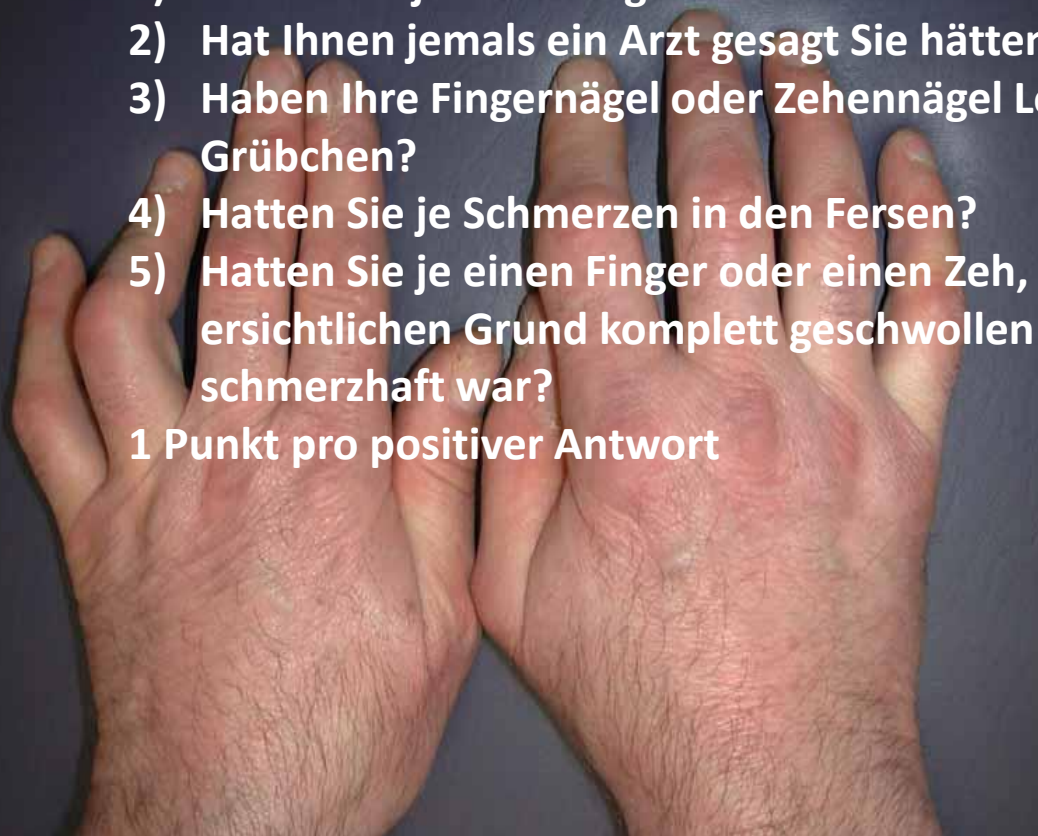 2) Hat Ihnen jemals ein Arzt gesagt Sie hätten
3) Haben Ihre Fingernägel oder Zehennägel
Grübchen?
4) Hatten Sie je Schmerzen in den Fersen?
5) Hatten Sie je einen Finger oder einen Zeh,
ersichtlichen Grund komplett geschwollen
schmerzhaft war?
1 Punkt pro positiver Antwort